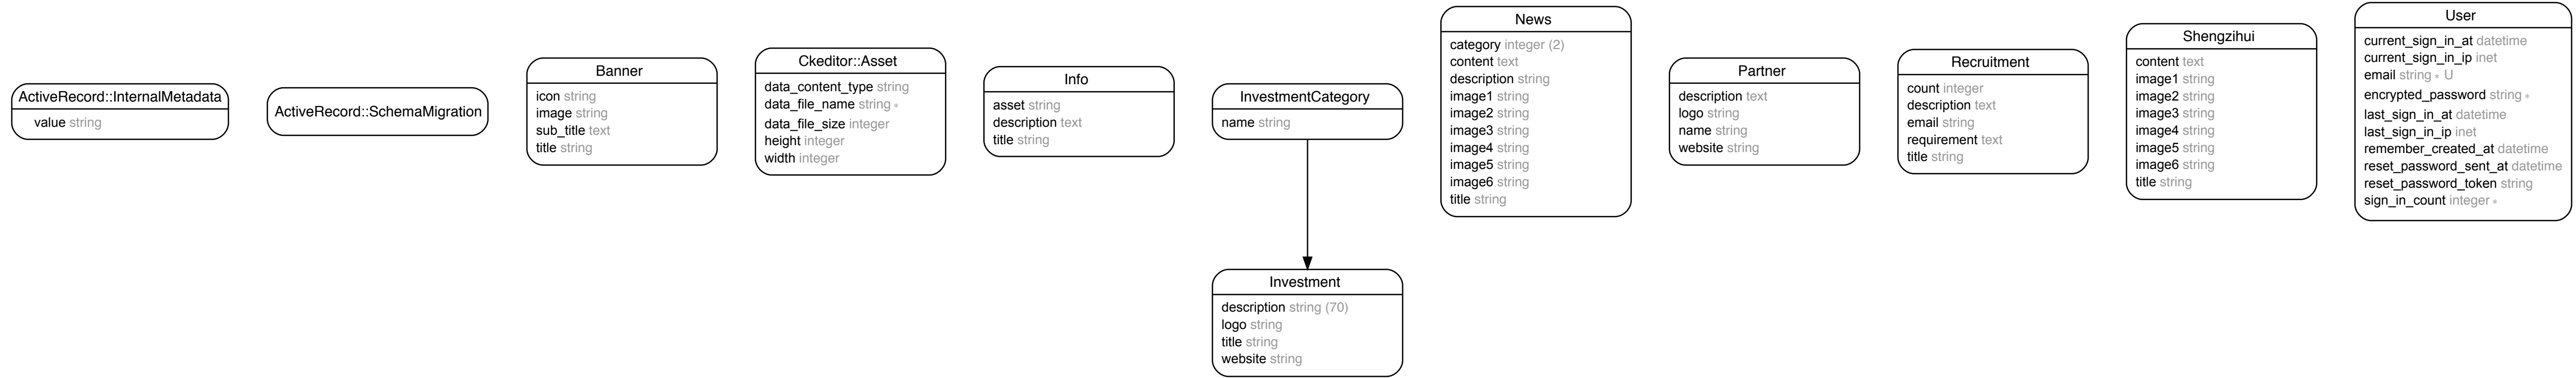 ActiveRecord::InternalMetadata
value string
ActiveRecord::SchemaMigration
Banner
icon string
image string
sub_title text
title string
Ckeditor::Asset
data_content_type string
data_file_name string ∗
data_file_size integer
height integer
width integer
Info
asset string
description text
title string
InvestmentCategory
name string
Investment
description string (70)
logo string
title string
website string
News
category integer (2)
content text
description string
image1 string
image2 string
image3 string
image4 string
image5 string
image6 string
title string
Partner
description text
logo string
name string
website string
Recruitment
count integer
description text
email string
requirement text
title string
Shengzihui
content text
image1 string
image2 string
image3 string
image4 string
image5 string
image6 string
title string
User
current_sign_in_at datetime
current_sign_in_ip inet
email string ∗ U
encrypted_password string ∗
last_sign_in_at datetime
last_sign_in_ip inet
remember_created_at datetime
reset_password_sent_at datetime
reset_password_token string
sign_in_count integer ∗